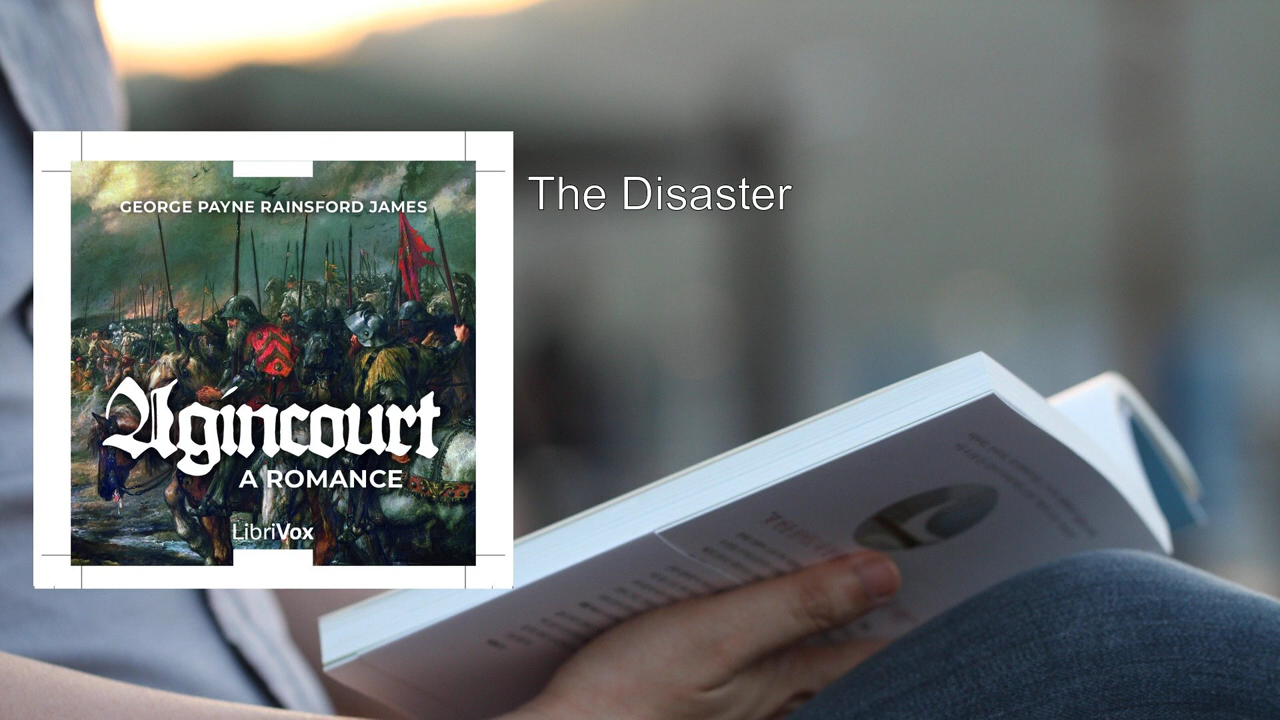 GEORGE PAYNE RAINSFORD JAMES
The Disaster
Agincourt
A ROMANCE
LibriVox